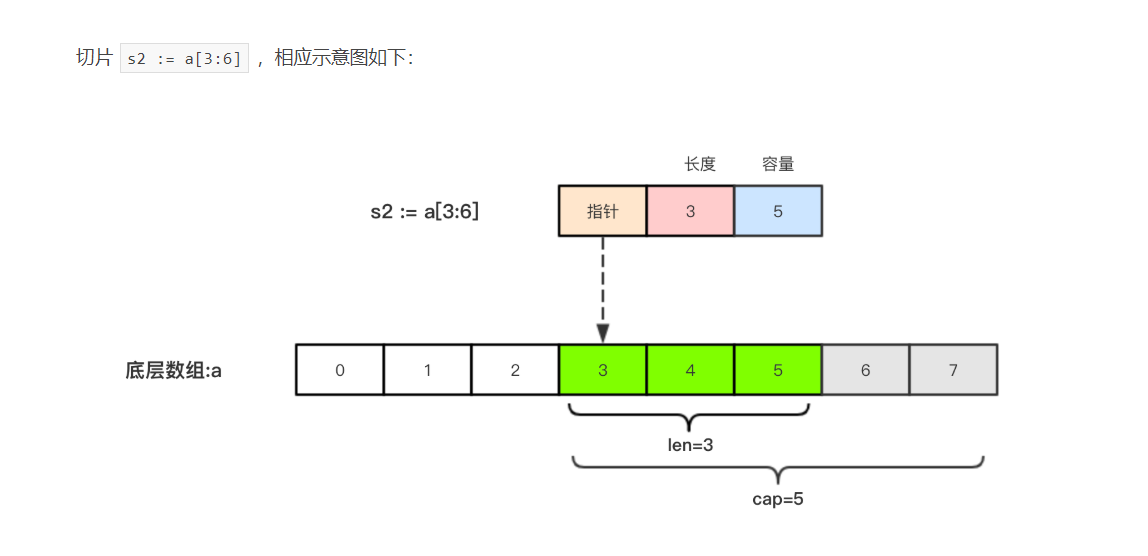 切片 s2 := a[3:6] ，相应示意图如下：
长度 容量
s2 := a[3:6] 指针 3 5
底层数组:a 0 1 2 3 4 5 6 7
len=3
cap=5